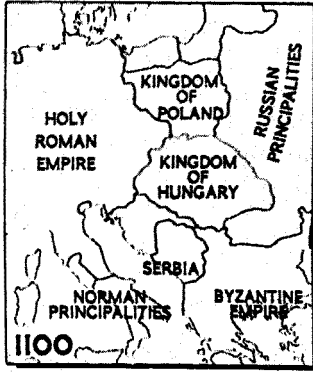 KINGDOM
OF
POLAND
RUSSIAN
PRINCIPALITIES
HOLY
ROMAN
EMPIRE
KINGDOM
OF
HUNGARY
SERBIA
NORMAN
PRINCIPALITIES
BYZANTINE
EMPIRE
1100